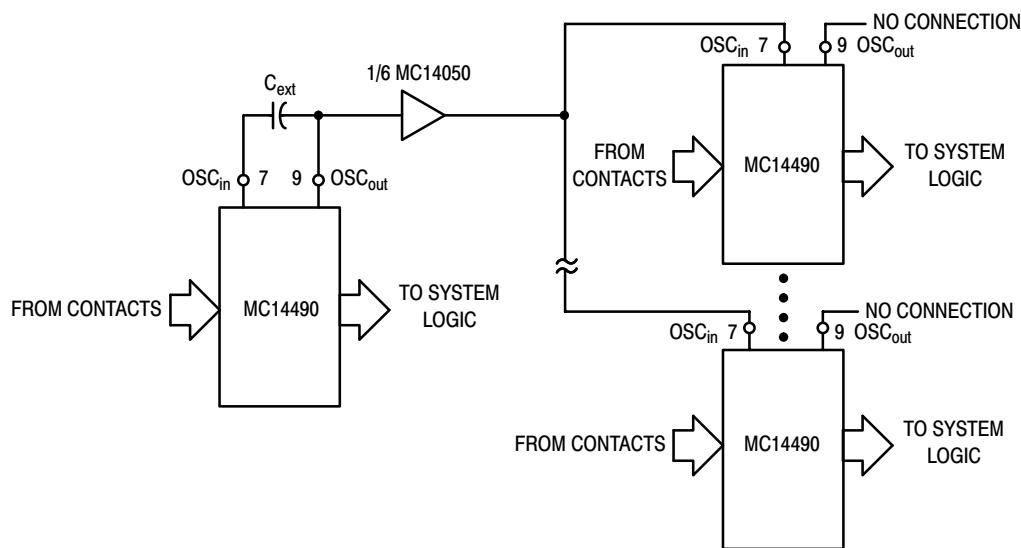 NO CONNECTION
OSCin 7
9 OSCout
1/6 MC14050
Cext
FROM
CONTACTS
MC14490
TO SYSTEM
LOGIC
OSCin 7
9 OSCout
FROM CONTACTS
MC14490
TO SYSTEM
LOGIC
NO CONNECTION
OSCin 7
9 OSCout
FROM CONTACTS
MC14490
TO SYSTEM
LOGIC